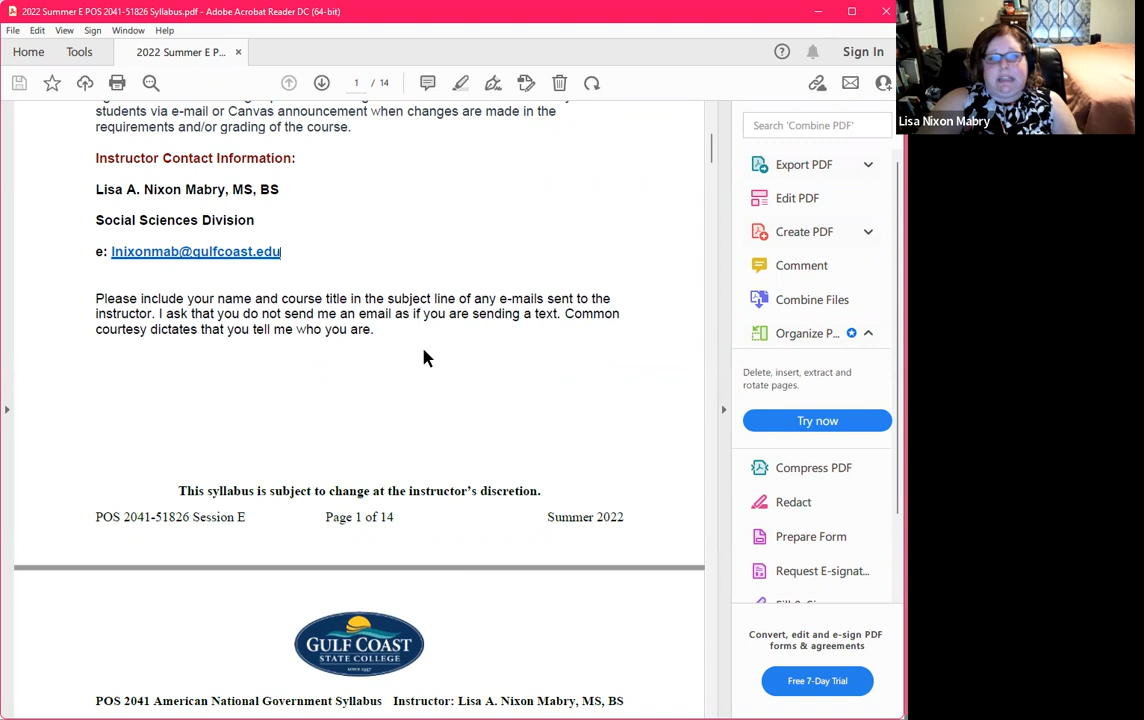 2022 Summer E POS 2041-51826 Syllabus.pdf - Adobe Acrobat Reader DC (64-bit)
File Edit View Sign Window Help
Home Tools 2022 Summer E P... × Sign In
1 / 14
students via e-mail or Canvas announcement when changes are made in the
requirements and/or grading of the course.
Instructor Contact Information:
Lisa A. Nixon Mabry, MS, BS
Social Sciences Division
e: lnixonmab@gulfcoast.edu
Please include your name and course title in the subject line of any e-mails sent to the
instructor. I ask that you do not send me an email as if you are sending a text. Common
courtesy dictates that you tell me who you are.
This syllabus is subject to change at the instructor's discretion.
POS 2041-51826 Session E Page 1 of 14 Summer 2022
GULF COAST
STATE COLLEGE
SINCE 1957
POS 2041 American National Government Syllabus Instructor: Lisa A. Nixon Mabry, MS, BS
Search 'Combine PDF'
Export PDF
Edit PDF
Create PDF
Comment
Combine Files
Organize P...
Delete, insert, extract and
rotate pages.
Try now
Compress PDF
Redact
Prepare Form
Request E-signat...
Convert, edit and e-sign PDF
forms & agreements
Free 7-Day Trial
Lisa Nixon Mabry